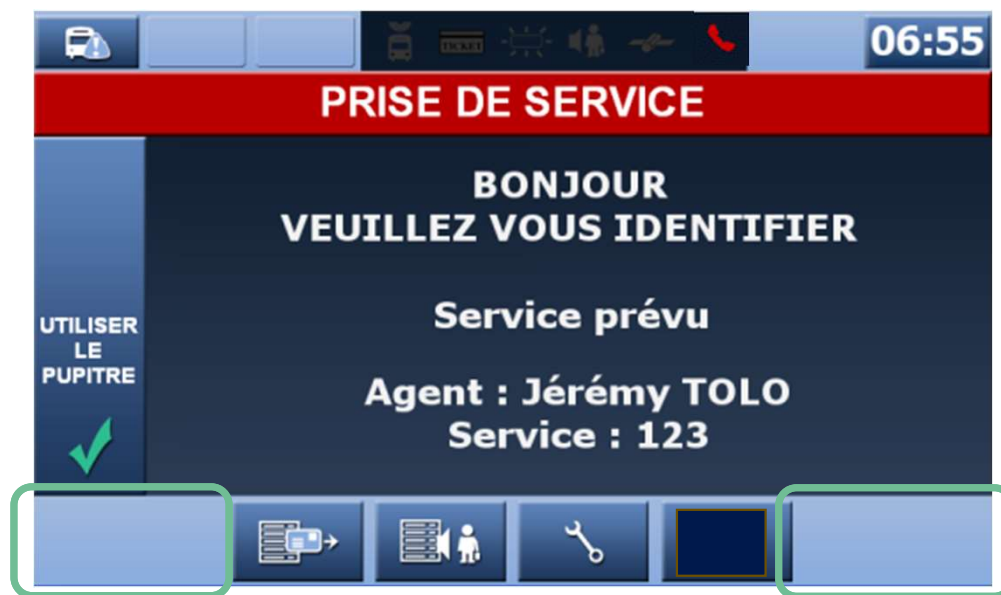 TICKET
06:55
PRISE DE SERVICE
BONJOUR
VEUILLEZ VOUS IDENTIFIER
Service prévu
Agent : Jérémy TOLO
Service : 123
UTILISER
LE
PUPITRE